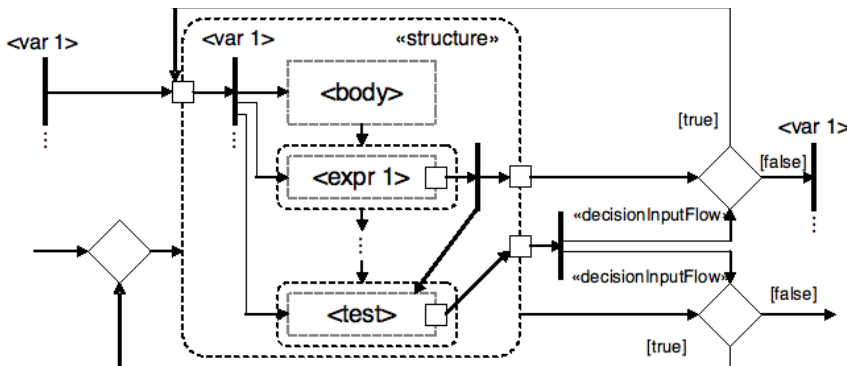 <var 1>
<var 1>
«structure»
<body>
[true]
<var 1>
[false]
<expr 1>
«decisionInputFlow»
«decisionInputFlow»
<test>
[false]
[true]